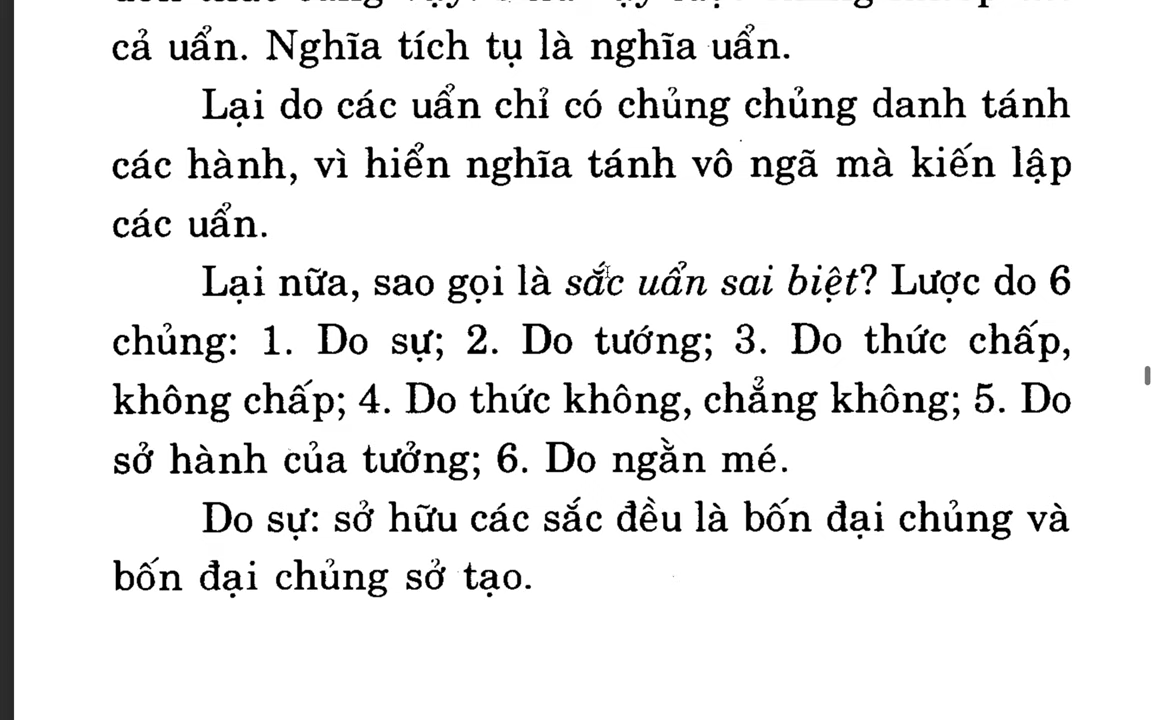 cả uẩn. Nghĩa tích tụ là nghĩa uẩn.
Lại do các uẩn chỉ có chủng chủng danh tánh
các hành, vì hiển nghĩa tánh vô ngã mà kiến lập
các uẩn.
Lại nữa, sao gọi là sắc uẩn sai biệt? Lược do 6
chủng: 1. Do sự; 2. Do tướng; 3. Do thức chấp,
không chấp; 4. Do thức không, chẳng không; 5. Do
sở hành của tưởng; 6. Do ngằn mé.
Do sự: sở hữu các sắc đều là bốn đại chủng và
bốn đại chủng sở tạo.